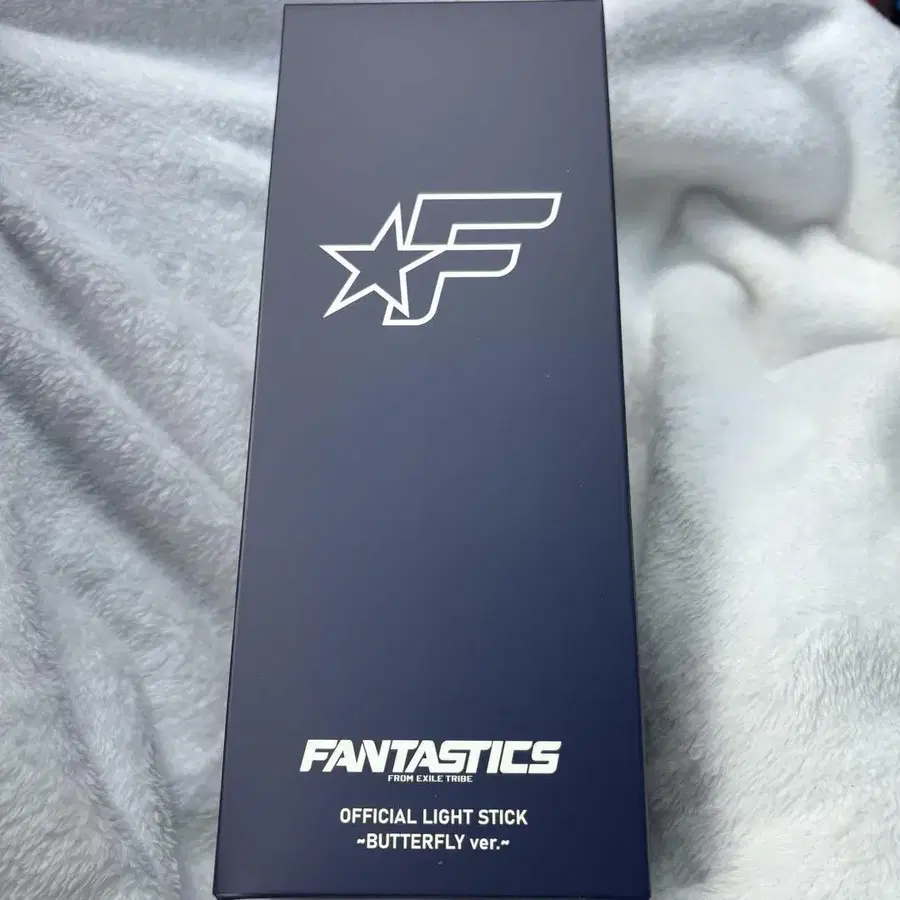 F
FANTASTICS
FROM EXILE TRIBE
OFFICIAL LIGHT STICK
~BUTTERFLY ver.~